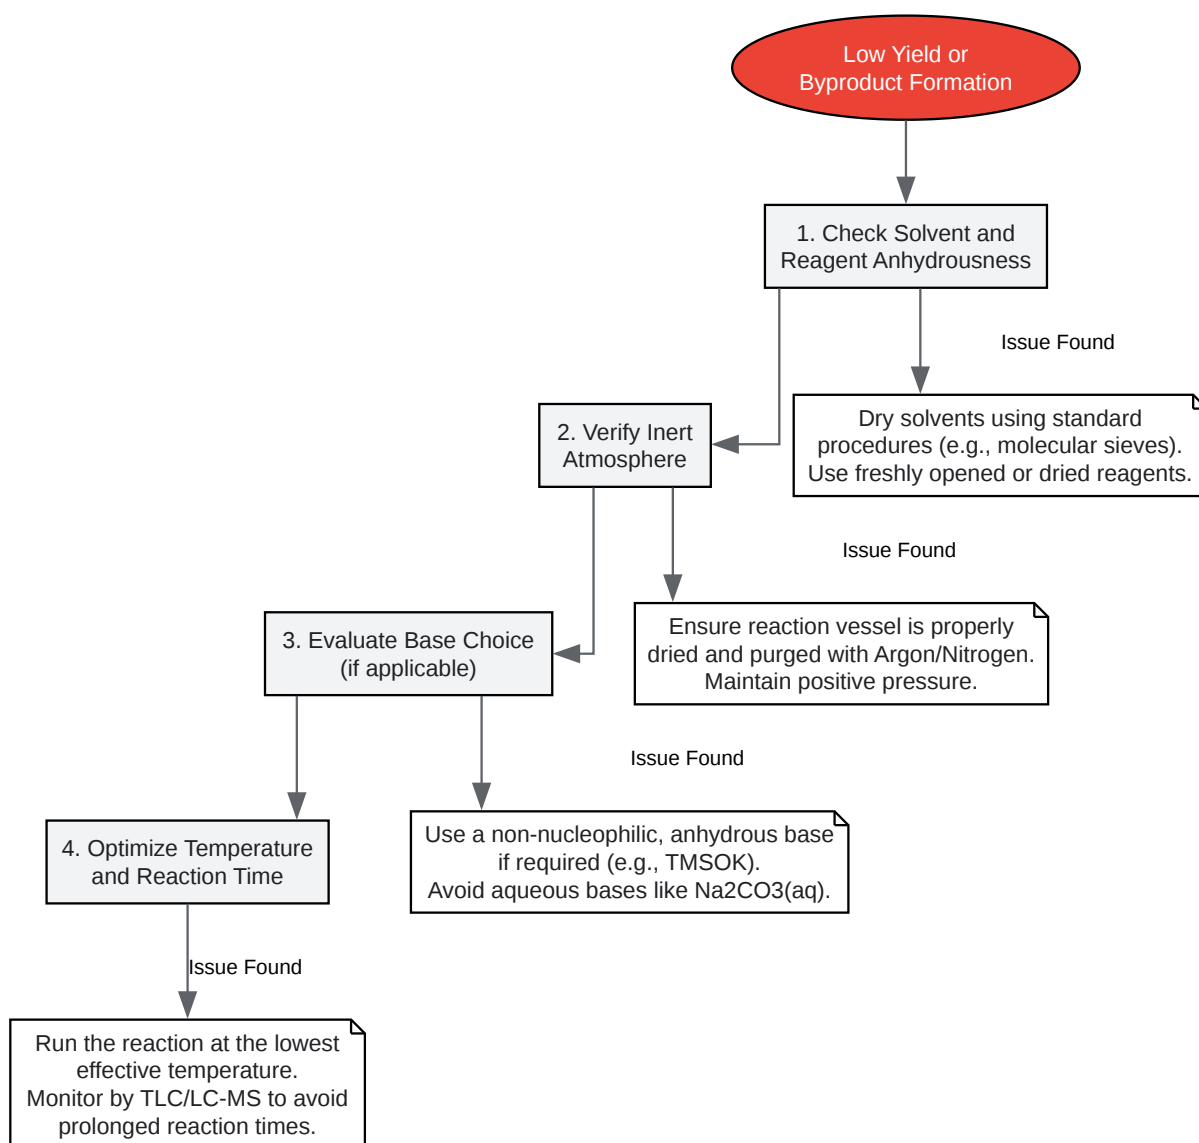 Low Yield or
Byproduct Formation
1. Check Solvent and
Reagent Anhydrousness
Issue Found
Dry solvents using standard
procedures (e.g., molecular sieves).
Use freshly opened or dried reagents.
2. Verify Inert
Atmosphere
Issue Found
Ensure reaction vessel is properly
dried and purged with Argon/Nitrogen.
Maintain positive pressure.
3. Evaluate Base Choice
(if applicable)
Issue Found
Use a non-nucleophilic, anhydrous base
if required (e.g., TMSOK).
Avoid aqueous bases like Na2CO3(aq).
4. Optimize Temperature
and Reaction Time
Issue Found
Run the reaction at the lowest
effective temperature.
Monitor by TLC/LC-MS to avoid
prolonged reaction times.